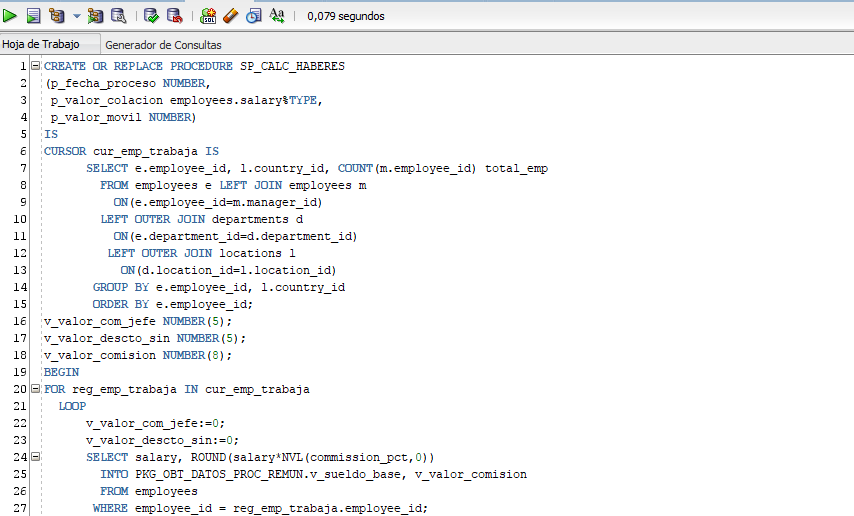 0,079 segundos
Hoja de Trabajo Generador de Consultas
1 CREATE OR REPLACE PROCEDURE SP_CALC_HABERES
2 (p_fecha_proceso NUMBER,
3 p_valor_colacion employees.salary%TYPE,
4 p_valor_movil NUMBER)
5 IS
6 CURSOR cur_emp_trabaja IS
7 SELECT e.employee_id, l.country_id, COUNT(m.employee_id) total_emp
8 FROM employees e LEFT JOIN employees m
9 ON(e.employee_id=m.manager_id)
10 LEFT OUTER JOIN departments d
11 ON(e.department_id=d.department_id)
12 LEFT OUTER JOIN locations l
13 ON(d.location_id=l.location_id)
14 GROUP BY e.employee_id, l.country_id
15 ORDER BY e.employee_id;
16 v_valor_com_jefe NUMBER(5);
17 v_valor_descto_sin NUMBER(5);
18 v_valor_comision NUMBER(8);
19 BEGIN
20 FOR reg_emp_trabaja IN cur_emp_trabaja
21 LOOP
22 v_valor_com_jefe:=0;
23 v_valor_descto_sin:=0;
24 SELECT salary, ROUND(salary*NVL(commission_pct,0))
25 INTO PKG_OBT_DATOS_PROC_REMUN.v_sueldo_base, v_valor_comision
26 FROM employees
27 WHERE employee_id = reg_emp_trabaja.employee_id;